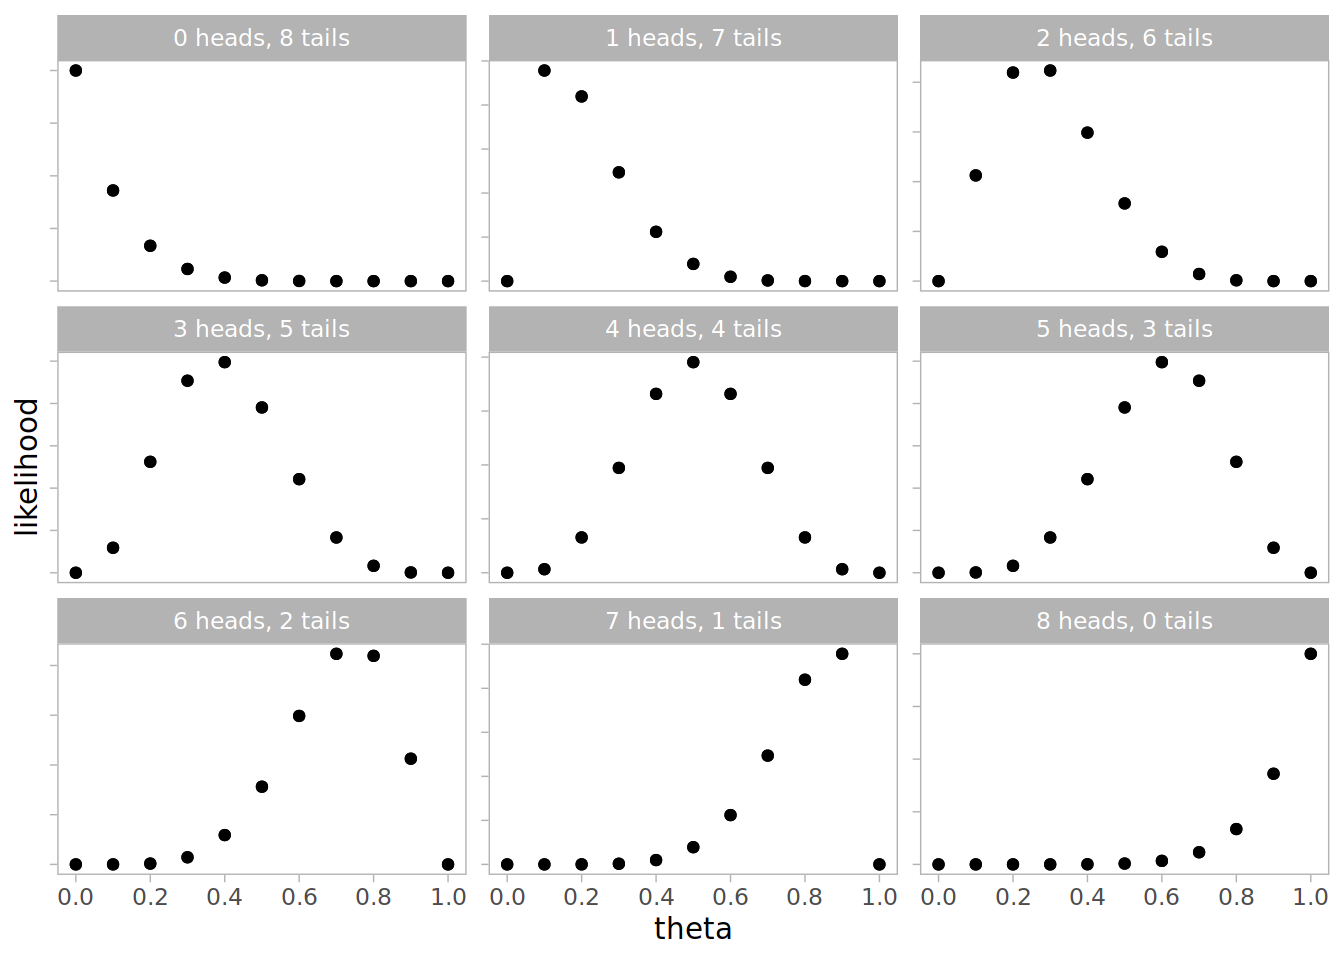 0 heads, 8 tails
1 heads, 7 tails
2 heads, 6 tails
3 heads, 5 tails
4 heads, 4 tails
5 heads, 3 tails
likelihood
6 heads, 2 tails
7 heads, 1 tails
8 heads, 0 tails
0.0 0.2 0.4 0.6 0.8 1.0
0.0 0.2 0.4 0.6 0.8 1.0
0.0 0.2 0.4 0.6 0.8 1.0
theta